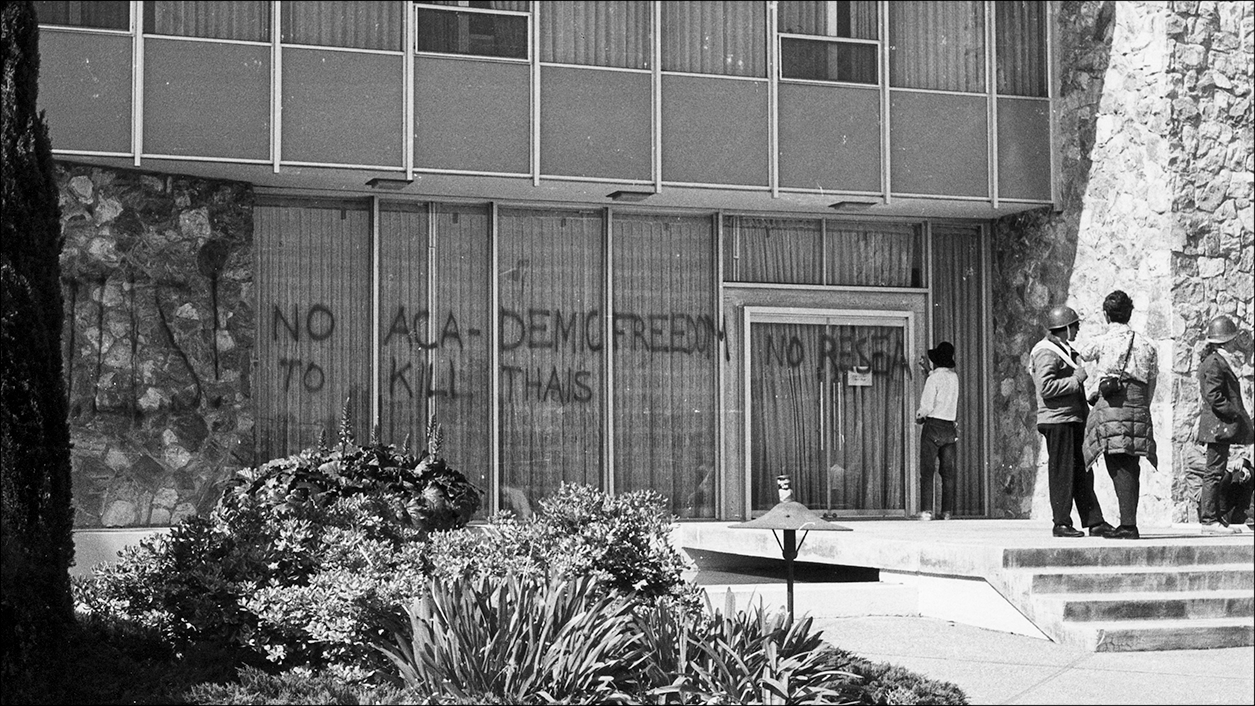 NO ACA-DEMIC FREEDOM
TO KILL THAIS
NO RESEA